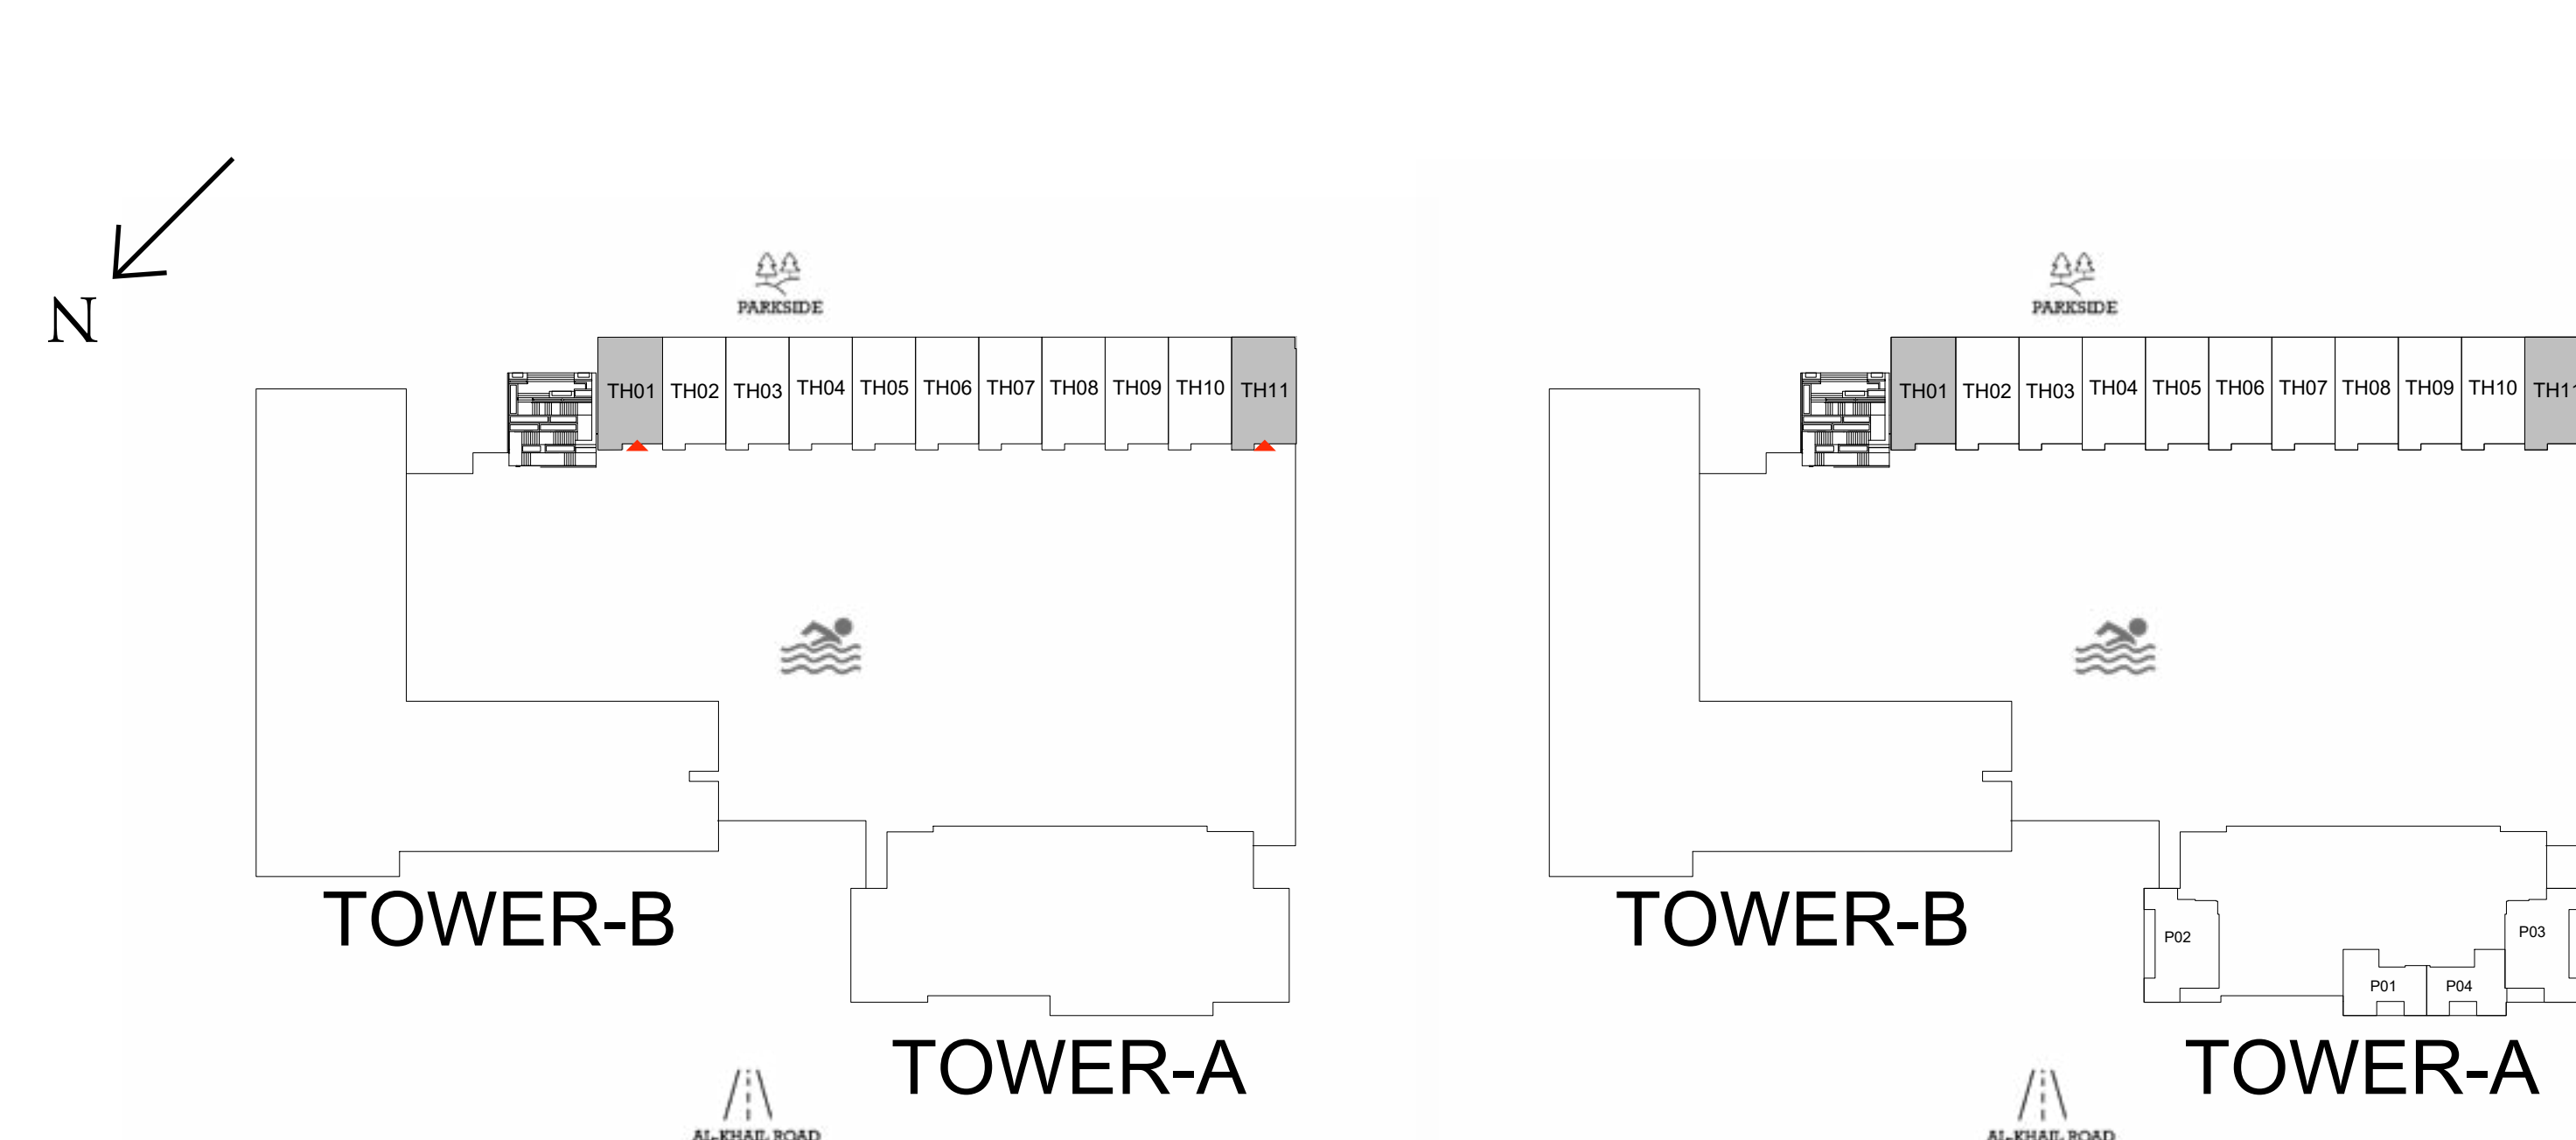 N
PARKSIDE
TH01 TH02 TH03 TH04 TH05 TH06 TH07 TH08 TH09 TH10 TH11
TOWER-B
TOWER-A
AL-KHAIL ROAD
PARKSIDE
TH01 TH02 TH03 TH04 TH05 TH06 TH07 TH08 TH09 TH10 TH11
P02
P03
P01
P04
TOWER-B
TOWER-A
AL-KHAIL ROAD